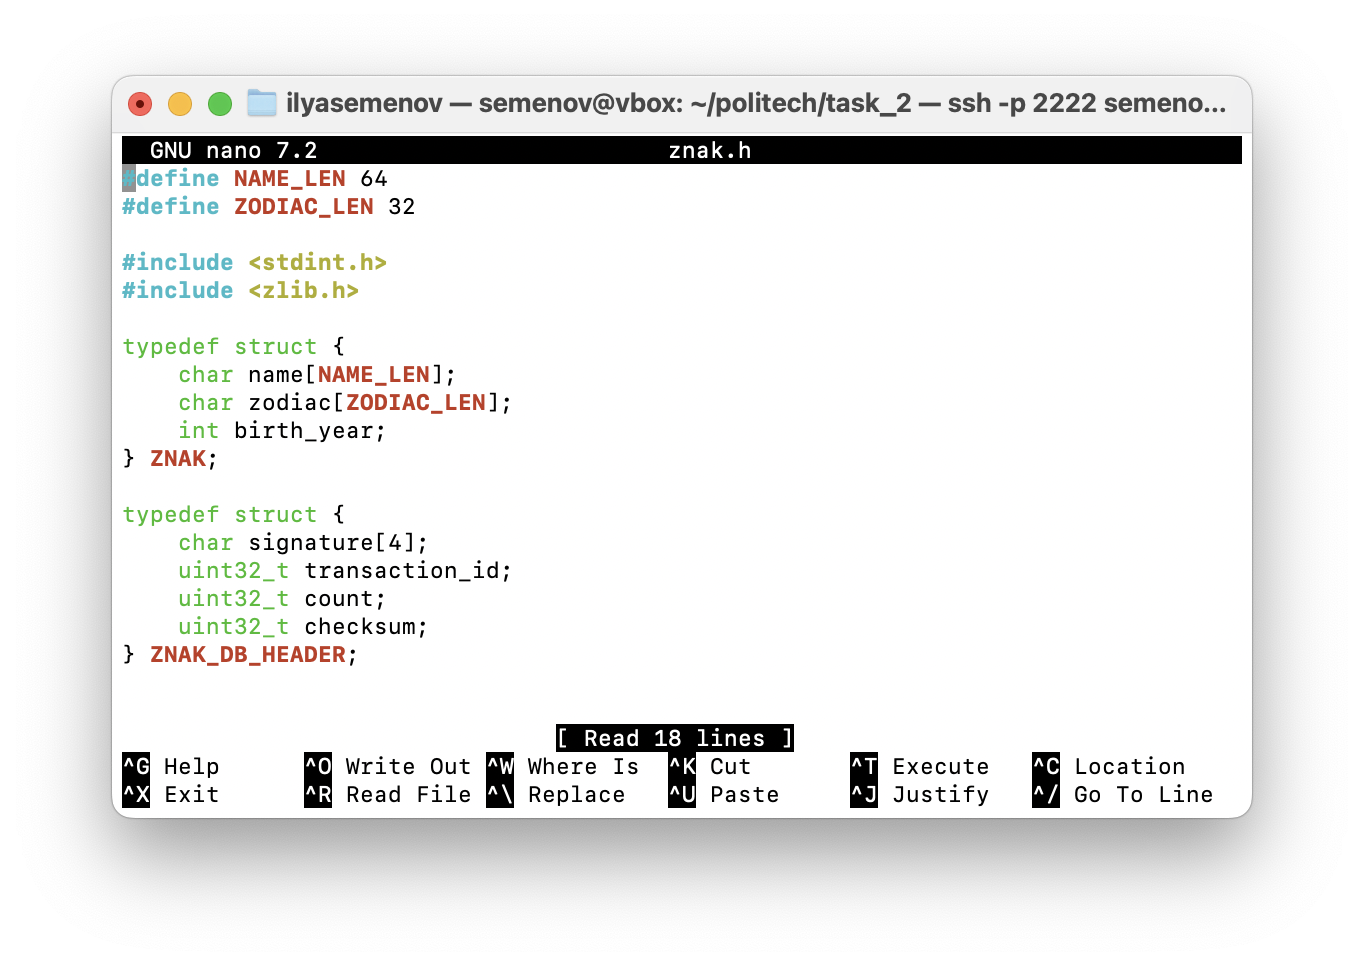 ilyasemenov — semenov@vbox: ~/politech/task_2 — ssh -p 2222 semeno...
GNU nano 7.2 znak.h
#define NAME_LEN 64
#define ZODIAC_LEN 32
#include <stdint.h>
#include <zlib.h>
typedef struct {
    char name[NAME_LEN];
    char zodiac[ZODIAC_LEN];
    int birth_year;
} ZNAK;
typedef struct {
    char signature[4];
    uint32_t transaction_id;
    uint32_t count;
    uint32_t checksum;
} ZNAK_DB_HEADER;
[ Read 18 lines ]
^G Help ^O Write Out ^W Where Is ^K Cut ^T Execute ^C Location
^X Exit ^R Read File ^\ Replace ^U Paste ^J Justify ^/ Go To Line